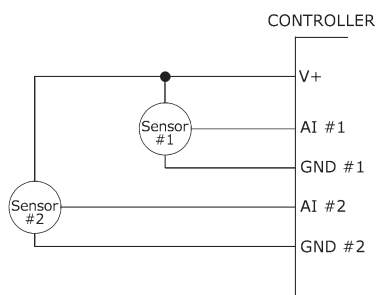 CONTROLLER
V+
Sensor
#1
AI #1
GND #1
Sensor
#2
AI #2
GND #2